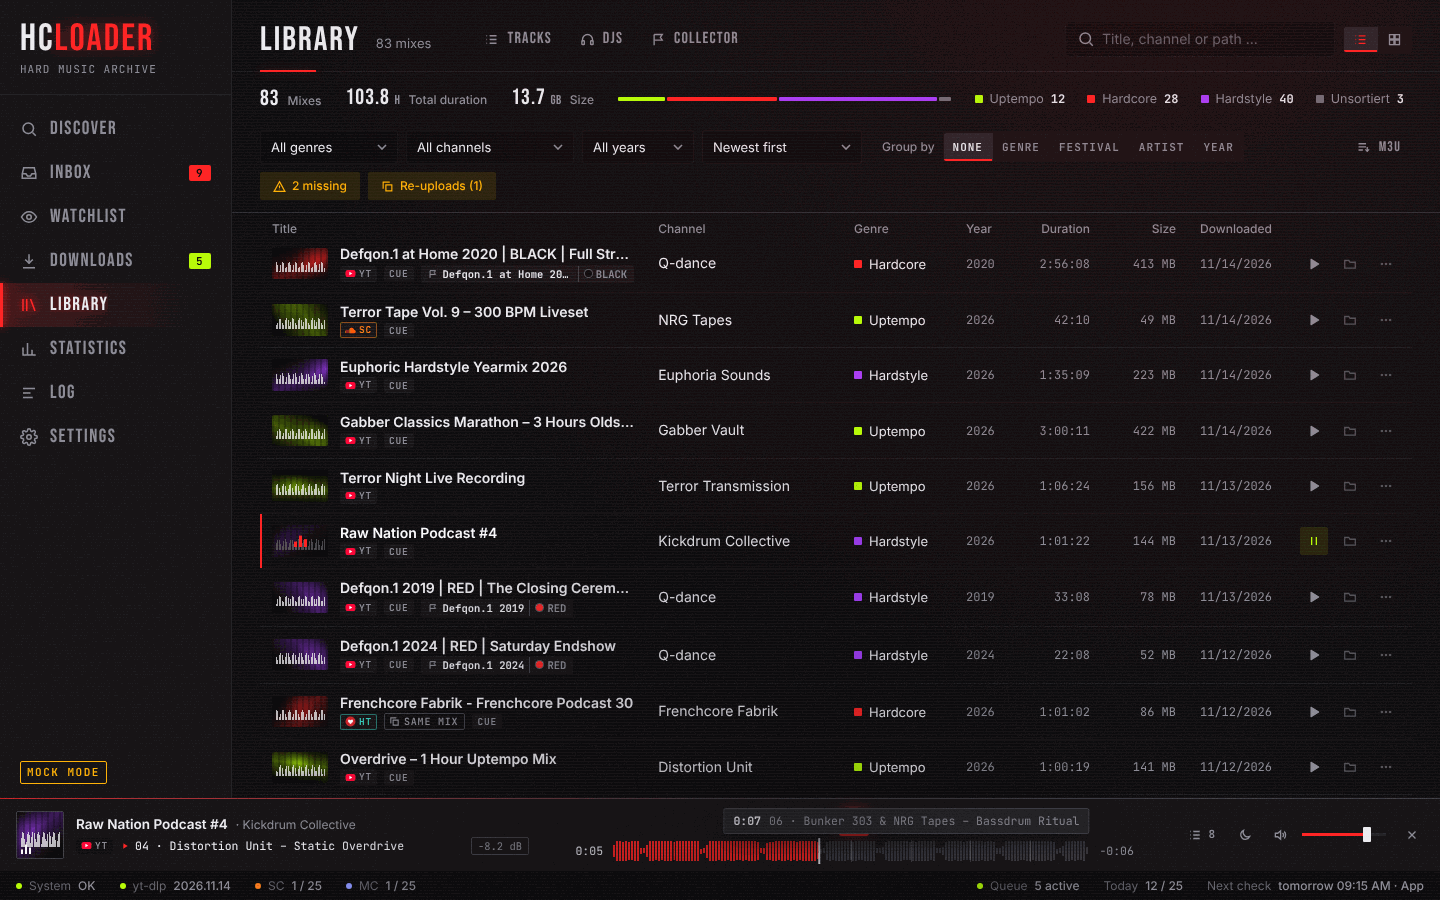 HCLOADER
HARD MUSIC ARCHIVE
DISCOVER
INBOX 9
WATCHLIST
DOWNLOADS 5
LIBRARY
STATISTICS
LOG
SETTINGS
MOCK MODE
LIBRARY 83 mixes TRACKS DJS COLLECTOR Title, channel or path ...
83 Mixes 103.8 H Total duration 13.7 GB Size Uptempo 12 Hardcore 28 Hardstyle 40 Unsortiert 3
All genres All channels All years Newest first Group by NONE GENRE FESTIVAL ARTIST YEAR M3U
2 missing Re-uploads (1)
Title Channel Genre Year Duration Size Downloaded
Defqon.1 at Home 2020 | BLACK | Full Str... Q-dance Hardcore 2020 2:56:08 413 MB 11/14/2026
YT CUE Defqon.1 at Home 20… BLACK
Terror Tape Vol. 9 – 300 BPM Liveset NRG Tapes Uptempo 2026 42:10 49 MB 11/14/2026
SC CUE
Euphoric Hardstyle Yearmix 2026 Euphoria Sounds Hardstyle 2026 1:35:09 223 MB 11/14/2026
YT CUE
Gabber Classics Marathon – 3 Hours Olds... Gabber Vault Uptempo 2026 3:00:11 422 MB 11/14/2026
YT CUE
Terror Night Live Recording Terror Transmission Uptempo 2026 1:06:24 156 MB 11/13/2026
YT
Raw Nation Podcast #4 Kickdrum Collective Hardstyle 2026 1:01:22 144 MB 11/13/2026
YT CUE
Defqon.1 2019 | RED | The Closing Cerem... Q-dance Hardstyle 2019 33:08 78 MB 11/13/2026
YT CUE Defqon.1 2019 RED
Defqon.1 2024 | RED | Saturday Endshow Q-dance Hardstyle 2024 22:08 52 MB 11/12/2026
YT CUE Defqon.1 2024 RED
Frenchcore Fabrik - Frenchcore Podcast 30 Frenchcore Fabrik Hardcore 2026 1:01:02 86 MB 11/12/2026
HT SAME MIX CUE
Overdrive – 1 Hour Uptempo Mix Distortion Unit Uptempo 2026 1:00:19 141 MB 11/12/2026
YT CUE
Raw Nation Podcast #4 · Kickdrum Collective
YT 04 · Distortion Unit – Static Overdrive
-8.2 dB
0:07 06 · Bunker 303 & NRG Tapes – Bassdrum Ritual
0:05 -0:06
8
System OK yt-dlp 2026.11.14 SC 1 / 25 MC 1 / 25 Queue 5 active Today 12 / 25 Next check tomorrow 09:15 AM · App